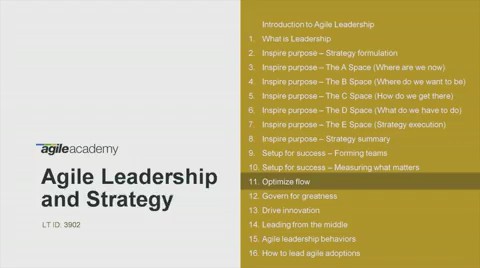 agileacademy
Agile Leadership
and Strategy
LT ID: 3902
Introduction to Agile Leadership
1. What is Leadership
2. Inspire purpose – Strategy formulation
3. Inspire purpose – The A Space (Where are we now)
4. Inspire purpose – The B Space (Where do we want to be)
5. Inspire purpose – The C Space (How do we get there)
6. Inspire purpose – The D Space (What do we have to do)
7. Inspire purpose – The E Space (Strategy execution)
8. Inspire purpose – Strategy summary
9. Setup for success – Forming teams
10. Setup for success – Measuring what matters
11. Optimize flow
12. Govern for greatness
13. Drive innovation
14. Leading from the middle
15. Agile leadership behaviors
16. How to lead agile adoptions